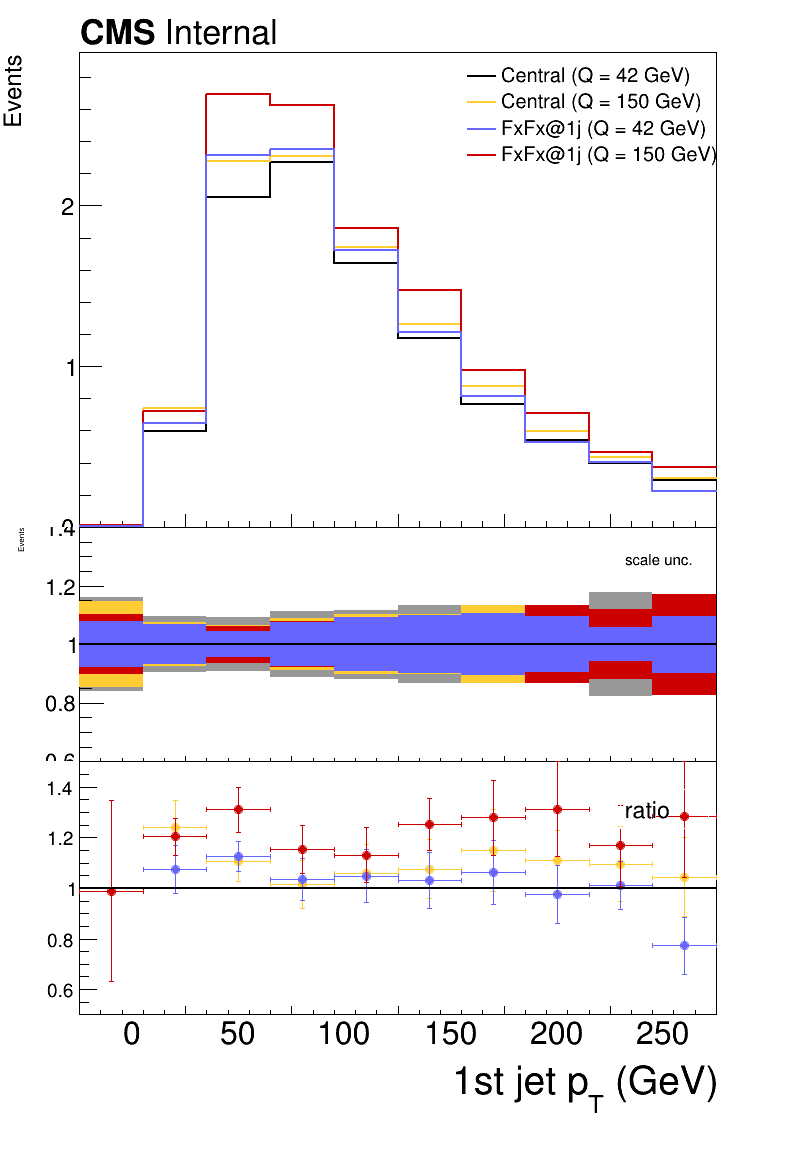 CMS Internal
Events
Central (Q = 42 GeV)
Central (Q = 150 GeV)
FxFx@1j (Q = 42 GeV)
FxFx@1j (Q = 150 GeV)
2
1
0
Events
1.4
scale unc.
1.2
1
0.8
0.6
1.4
ratio
1.2
1
0.8
0.6
0 50 100 150 200 250
1st jet p_T (GeV)